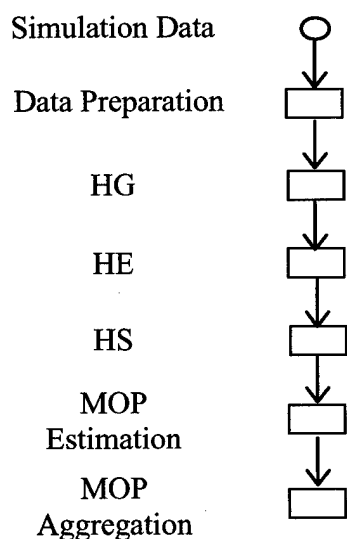 Simulation Data
Data Preparation
HG
HE
HS
MOP
Estimation
MOP
Aggregation